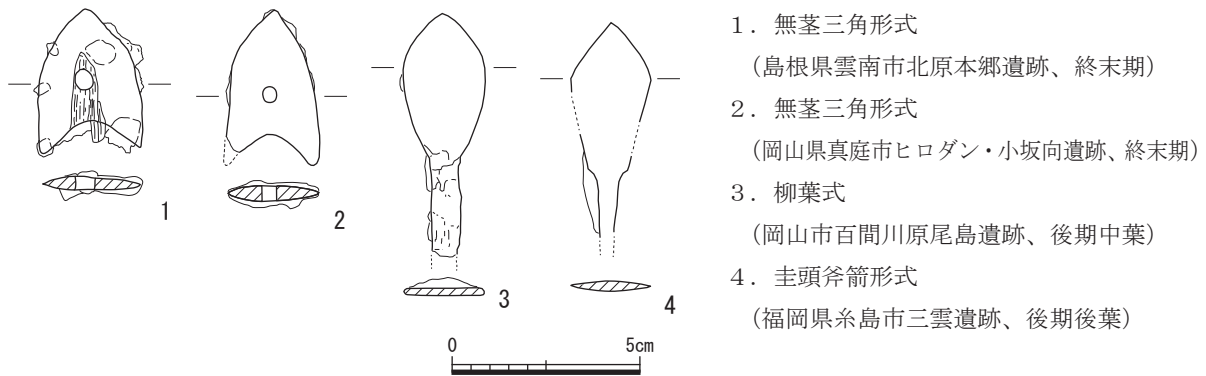 1．無茎三角形式
（島根県雲南市北原本郷遺跡、終末期）
2．無茎三角形式
（岡山県真庭市ヒロダン・小坂向遺跡、終末期）
3．柳葉式
（岡山市百間川原尾島遺跡、後期中葉）
4．圭頭斧箭形式
（福岡県糸島市三雲遺跡、後期後葉）
1
2
3
4
0 5cm